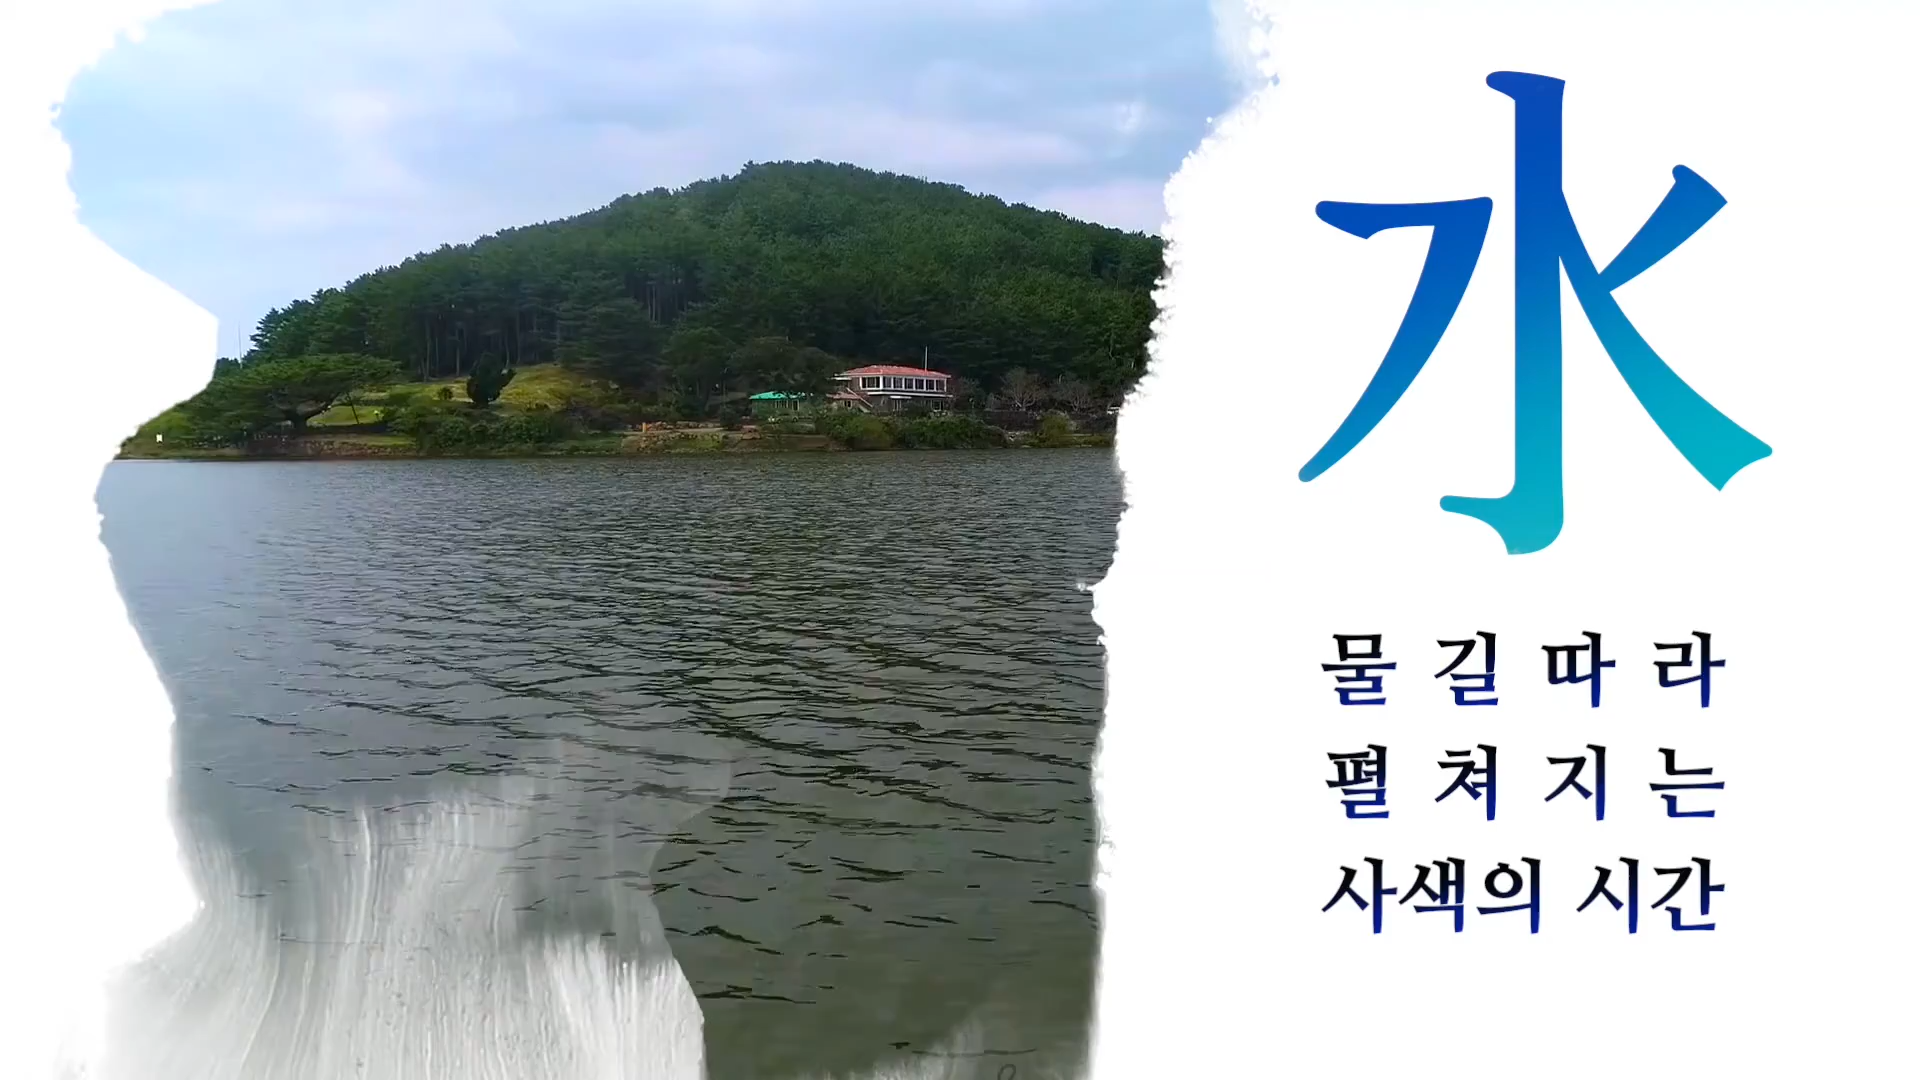 水
물길따라
펼쳐지는
사색의 시간